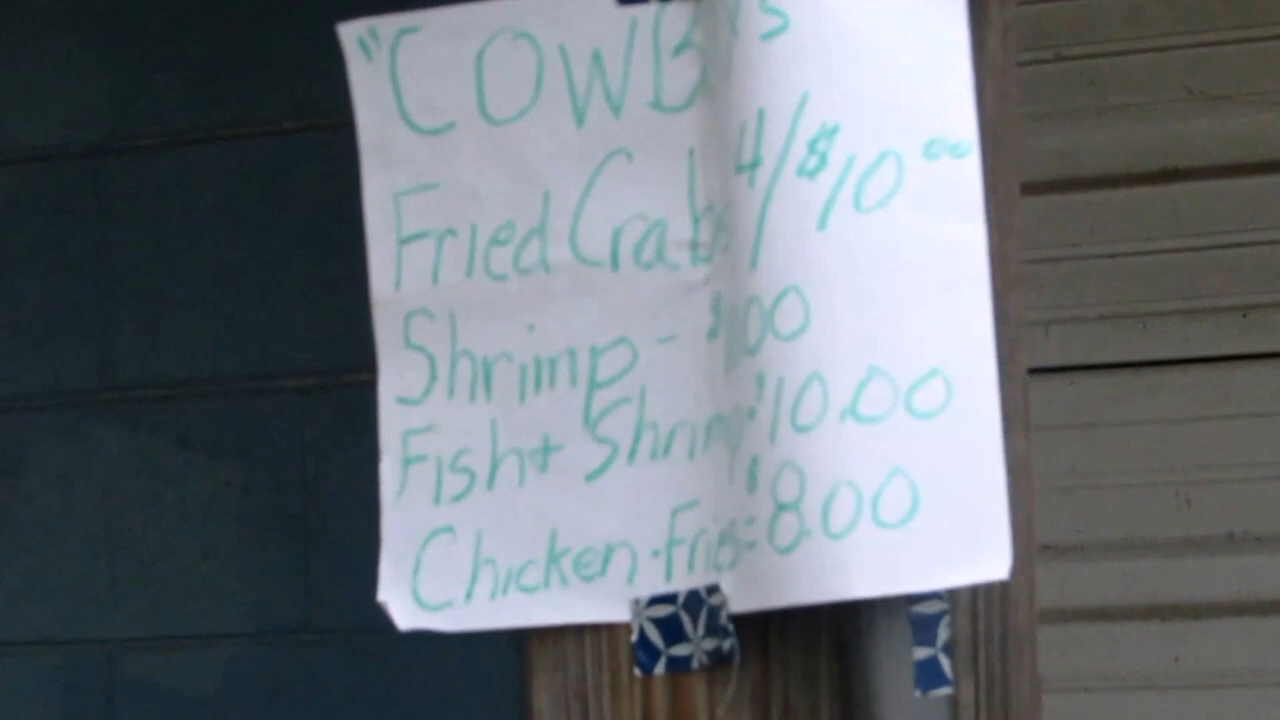 "COWB
Fried Crab 4/$10.00
Shrimp -
Fish + Shrimp $10.00
Chicken. Fries = $8.00